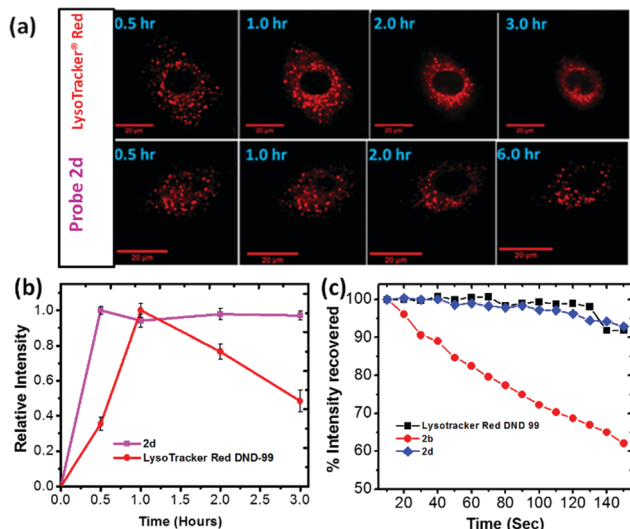 (a)
LysoTracker® Red
0.5 hr
1.0 hr
2.0 hr
3.0 hr
20 µm
20 µm
20 µm
20 µm
Probe 2d
0.5 hr
1.0 hr
2.0 hr
6.0 hr
20 µm
20 µm
20 µm
20 µm
(b)
Relative Intensity
1.0
0.8
0.6
0.4
0.2
0.0
2d
LysoTracker Red DND-99
0.0 0.5 1.0 1.5 2.0 2.5 3.0
Time (Hours)
(c)
% Intensity recovered
100
90
80
70
60
50
Lysotracker Red DND 99
2b
2d
20 40 60 80 100 120 140
Time (Sec)